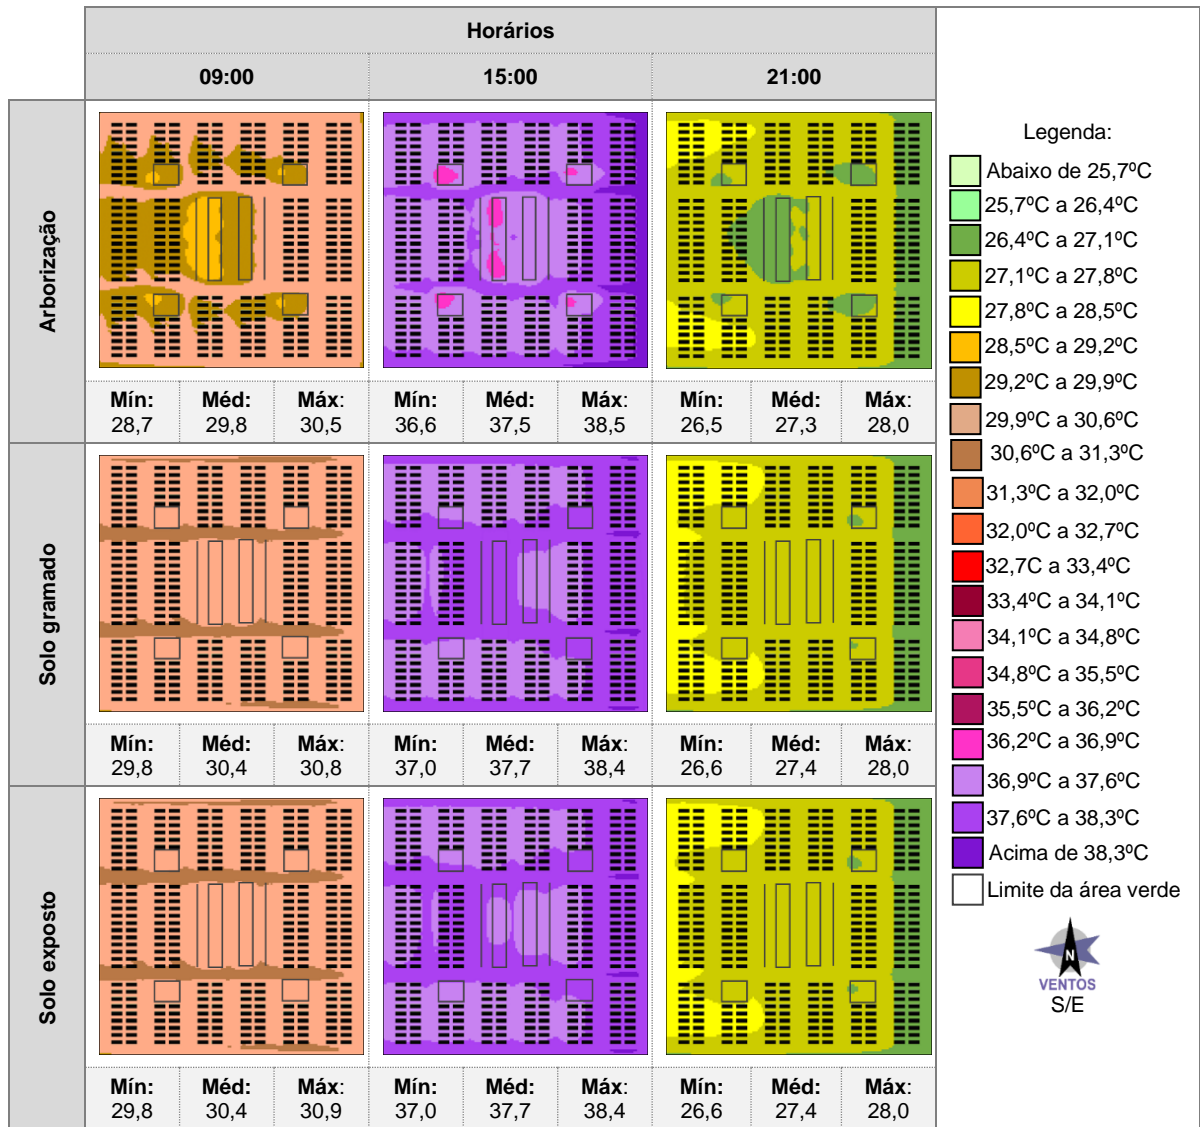 Horários
09:00
15:00
21:00
Arborização
Mín: Méd: Máx: Mín: Méd: Máx: Mín: Méd: Máx:
28,7 29,8 30,5 36,6 37,5 38,5 26,5 27,3 28,0
Solo gramado
Mín: Méd: Máx: Mín: Méd: Máx: Mín: Méd: Máx:
29,8 30,4 30,8 37,0 37,7 38,4 26,6 27,4 28,0
Solo exposto
Mín: Méd: Máx: Mín: Méd: Máx: Mín: Méd: Máx:
29,8 30,4 30,9 37,0 37,7 38,4 26,6 27,4 28,0
Legenda:
Abaixo de 25,7ºC
25,7ºC a 26,4ºC
26,4ºC a 27,1ºC
27,1ºC a 27,8ºC
27,8ºC a 28,5ºC
28,5ºC a 29,2ºC
29,2ºC a 29,9ºC
29,9ºC a 30,6ºC
30,6ºC a 31,3ºC
31,3ºC a 32,0ºC
32,0ºC a 32,7ºC
32,7C a 33,4ºC
33,4ºC a 34,1ºC
34,1ºC a 34,8ºC
34,8ºC a 35,5ºC
35,5ºC a 36,2ºC
36,2ºC a 36,9ºC
36,9ºC a 37,6ºC
37,6ºC a 38,3ºC
Acima de 38,3ºC
Limite da área verde
N
VENTOS
S/E